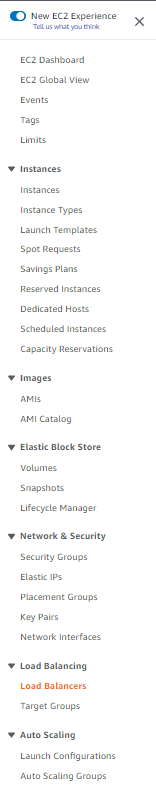 New EC2 Experience
Tell us what you think
EC2 Dashboard
EC2 Global View
Events
Tags
Limits
Instances
Instances
Instance Types
Launch Templates
Spot Requests
Savings Plans
Reserved Instances
Dedicated Hosts
Scheduled Instances
Capacity Reservations
Images
AMIs
AMI Catalog
Elastic Block Store
Volumes
Snapshots
Lifecycle Manager
Network & Security
Security Groups
Elastic IPs
Placement Groups
Key Pairs
Network Interfaces
Load Balancing
Load Balancers
Target Groups
Auto Scaling
Launch Configurations
Auto Scaling Groups